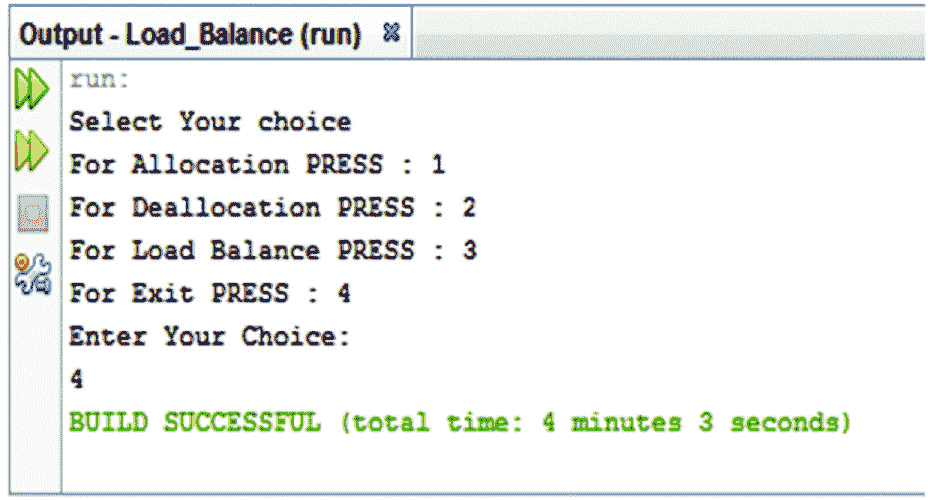 Output - Load_Balance (run)
run:
Select Your choice
For Allocation PRESS : 1
For Deallocation PRESS : 2
For Load Balance PRESS : 3
For Exit PRESS : 4
Enter Your Choice:
4
BUILD SUCCESSFUL (total time: 4 minutes 3 seconds)